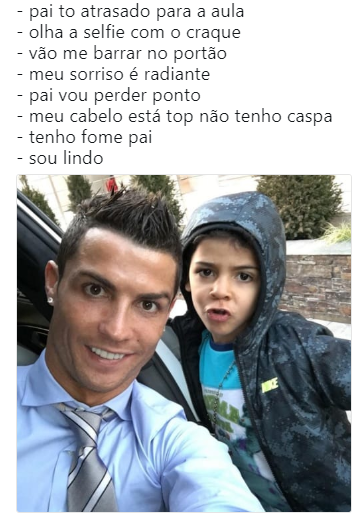 - pai to atrasado para a aula
- olha a selfie com o craque
- vão me barrar no portão
- meu sorriso é radiante
- pai vou perder ponto
- meu cabelo está top não tenho caspa
- tenho fome pai
- sou lindo
NIKE